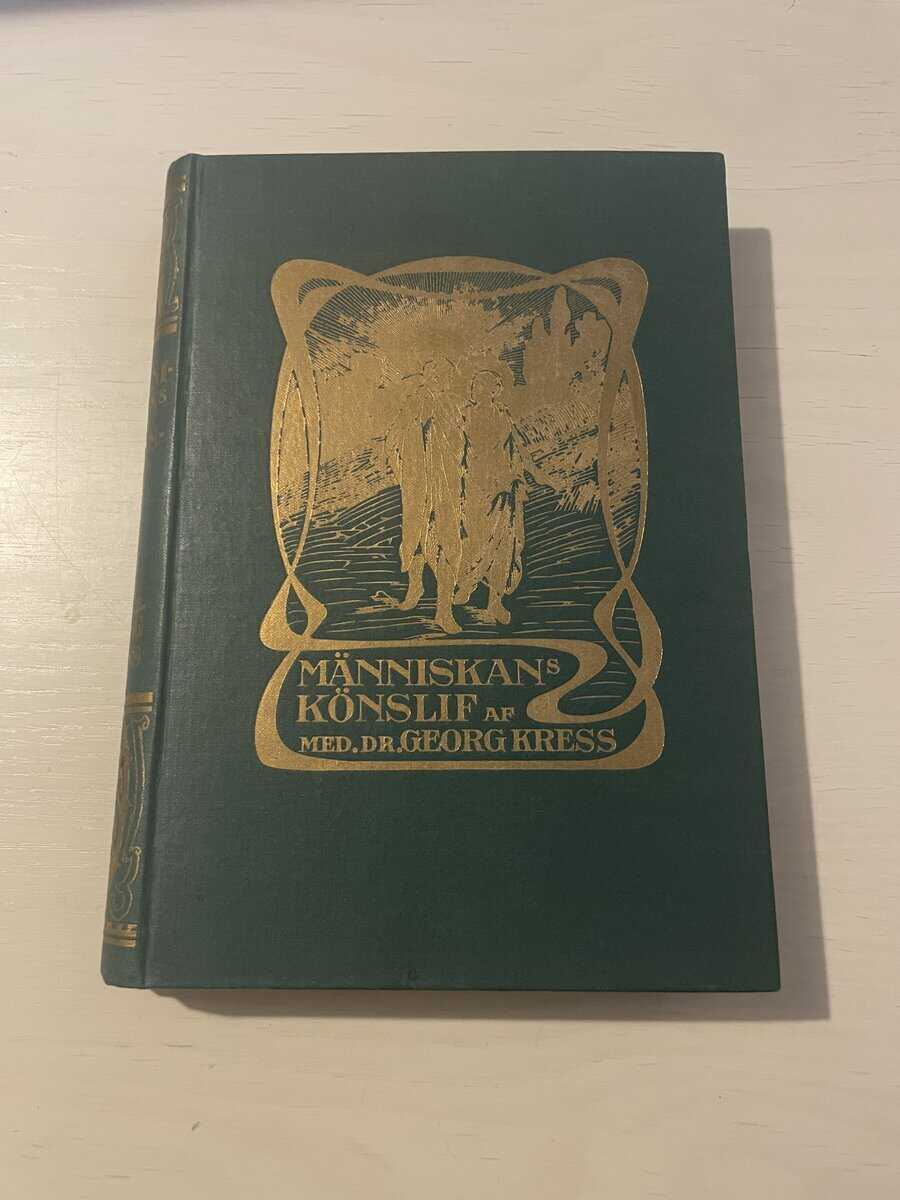 MÄNNISKANS
KÖNSLIF AF
MED. DR. GEORG KRESS